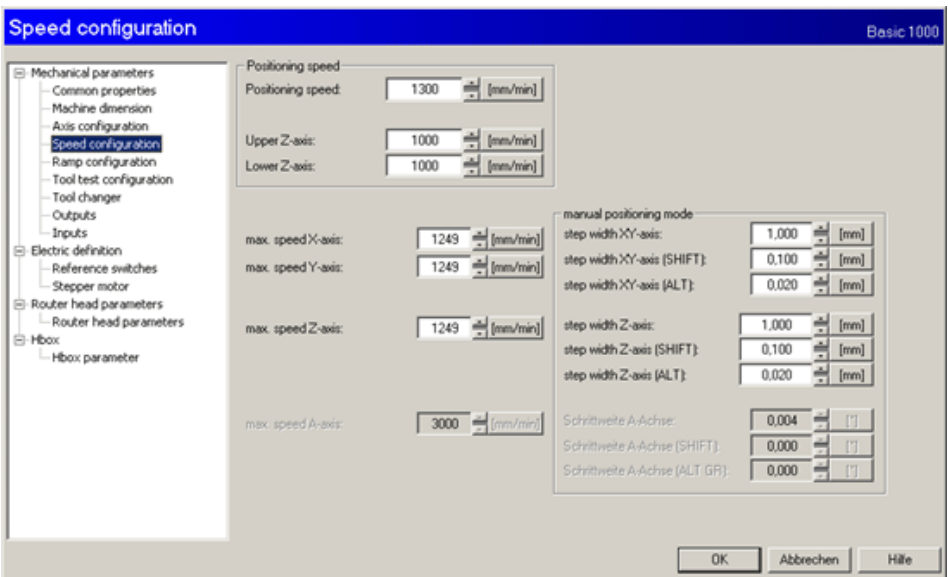 Speed configuration
Basic 1000
Mechanical parameters
Common properties
Machine dimension
Axis configuration
Speed configuration
Ramp configuration
Tool test configuration
Tool changer
Outputs
Inputs
Electric definition
Reference switches
Stepper motor
Router head parameters
Router head parameters
Hbox
Hbox parameter
Positioning speed
Positioning speed: 1300 [mm/min]
Upper Z-axis: 1000 [mm/min]
Lower Z-axis: 1000 [mm/min]
max. speed X-axis: 1249 [mm/min]
max. speed Y-axis: 1249 [mm/min]
max. speed Z-axis: 1249 [mm/min]
max. speed A-axis: 3000 [mm/min]
manual positioning mode
step width XY-axis: 1,000 [mm]
step width XY-axis (SHIFT): 0,100 [mm]
step width XY-axis (ALT): 0,020 [mm]
step width Z-axis: 1,000 [mm]
step width Z-axis (SHIFT): 0,100 [mm]
step width Z-axis (ALT): 0,020 [mm]
Schrittweite A-Achse: 0,004 [°]
Schrittweite A-Achse (SHIFT): 0,000 [°]
Schrittweite A-Achse (ALT GR): 0,000 [°]
OK Abbrechen Hilfe